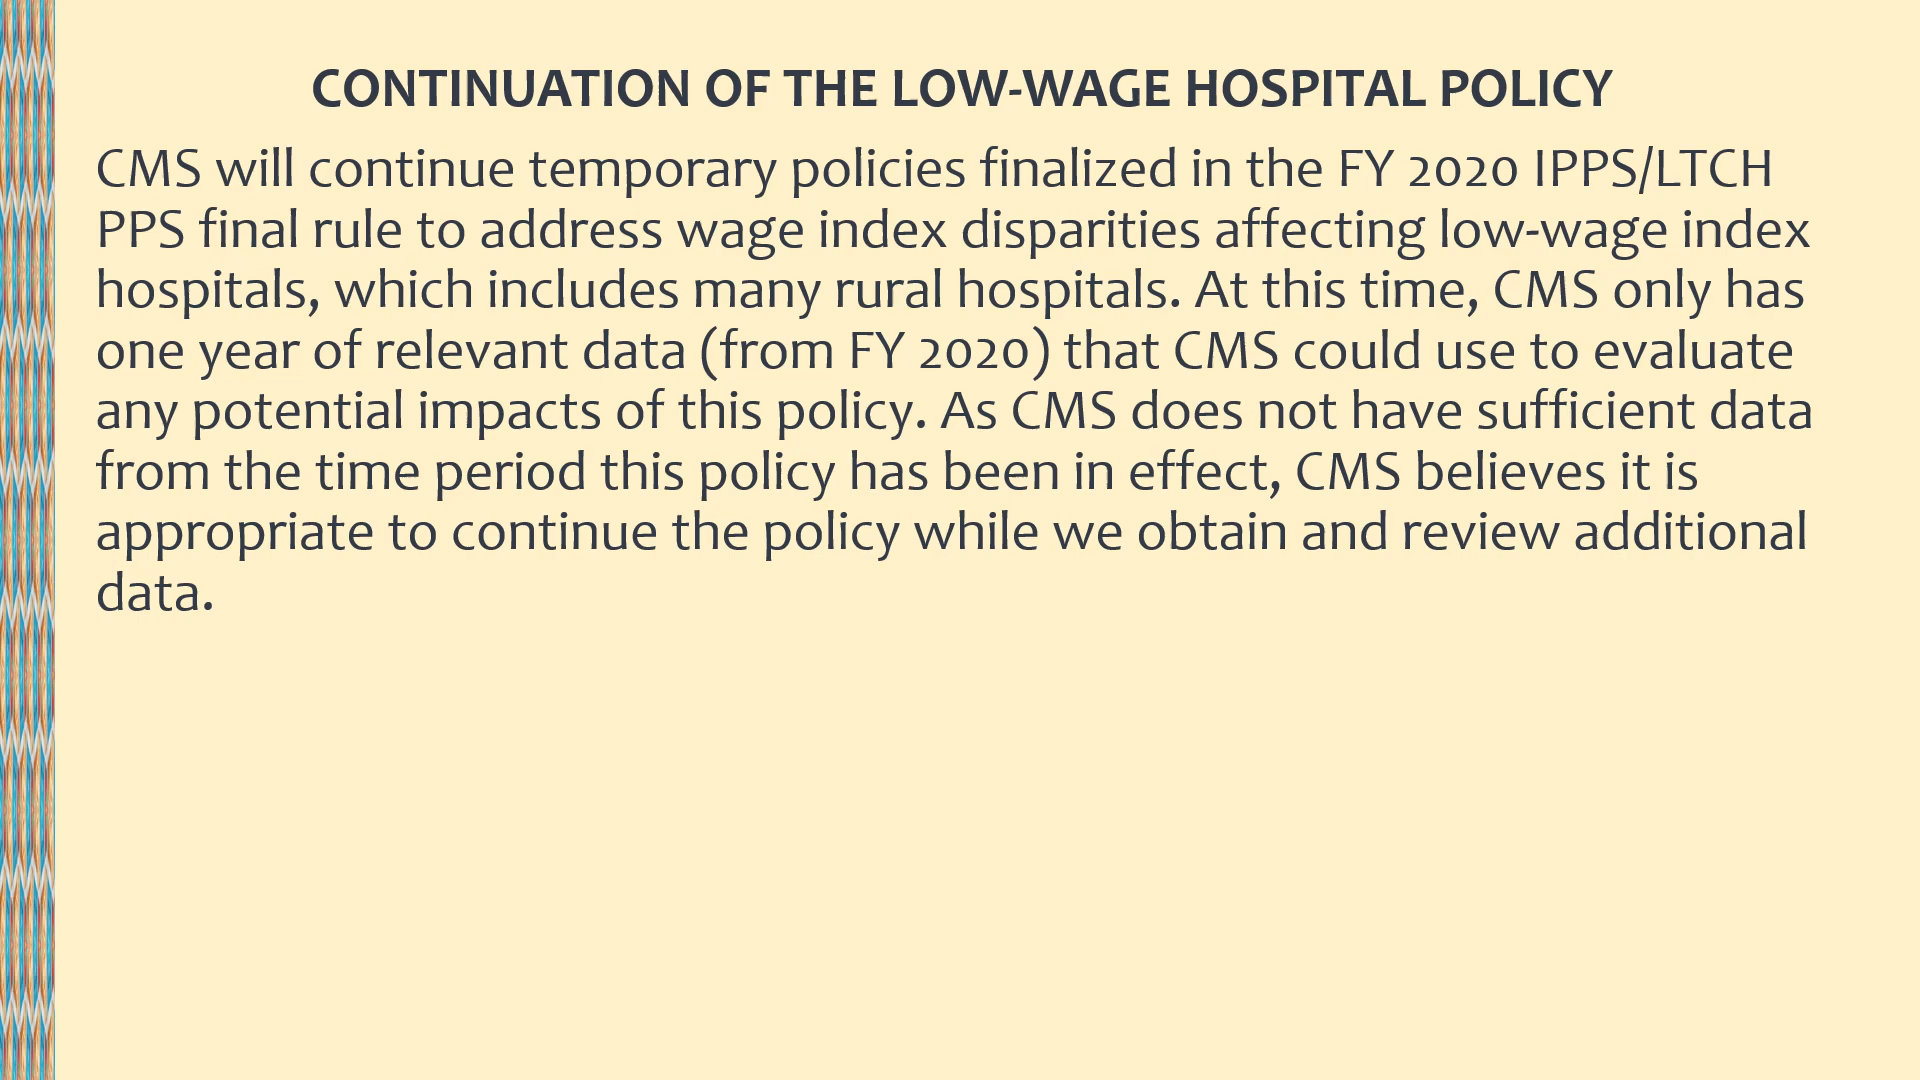 CONTINUATION OF THE LOW-WAGE HOSPITAL POLICY
CMS will continue temporary policies finalized in the FY 2020 IPPS/LTCH
PPS final rule to address wage index disparities affecting low-wage index
hospitals, which includes many rural hospitals. At this time, CMS only has
one year of relevant data (from FY 2020) that CMS could use to evaluate
any potential impacts of this policy. As CMS does not have sufficient data
from the time period this policy has been in effect, CMS believes it is
appropriate to continue the policy while we obtain and review additional
data.